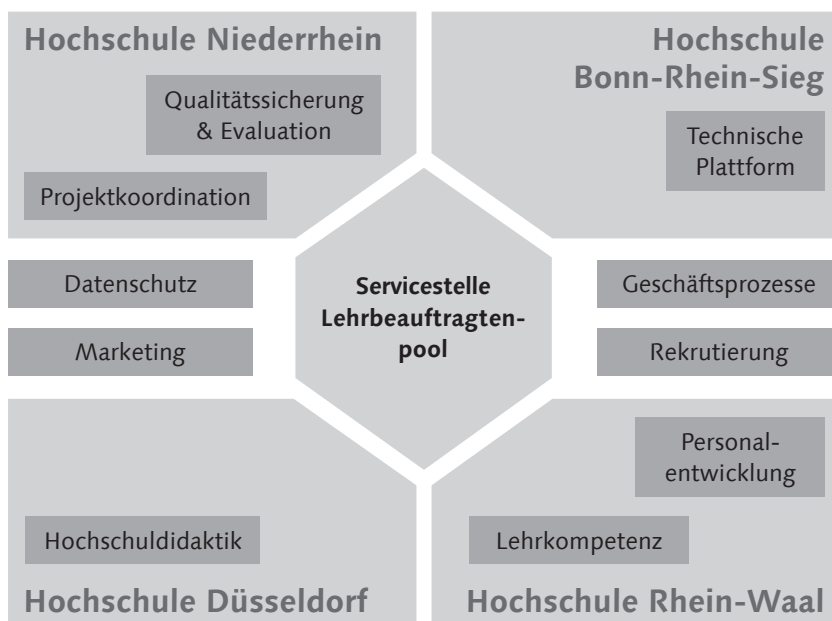 Hochschule Niederrhein
Qualitätssicherung
& Evaluation
Projektkoordination
Hochschule
Bonn-Rhein-Sieg
Technische
Plattform
Datenschutz
Marketing
Servicestelle
Lehrbeauftragten-
pool
Geschäftsprozesse
Rekrutierung
Hochschuldidaktik
Hochschule Düsseldorf
Personal-
entwicklung
Lehrkompetenz
Hochschule Rhein-Waal